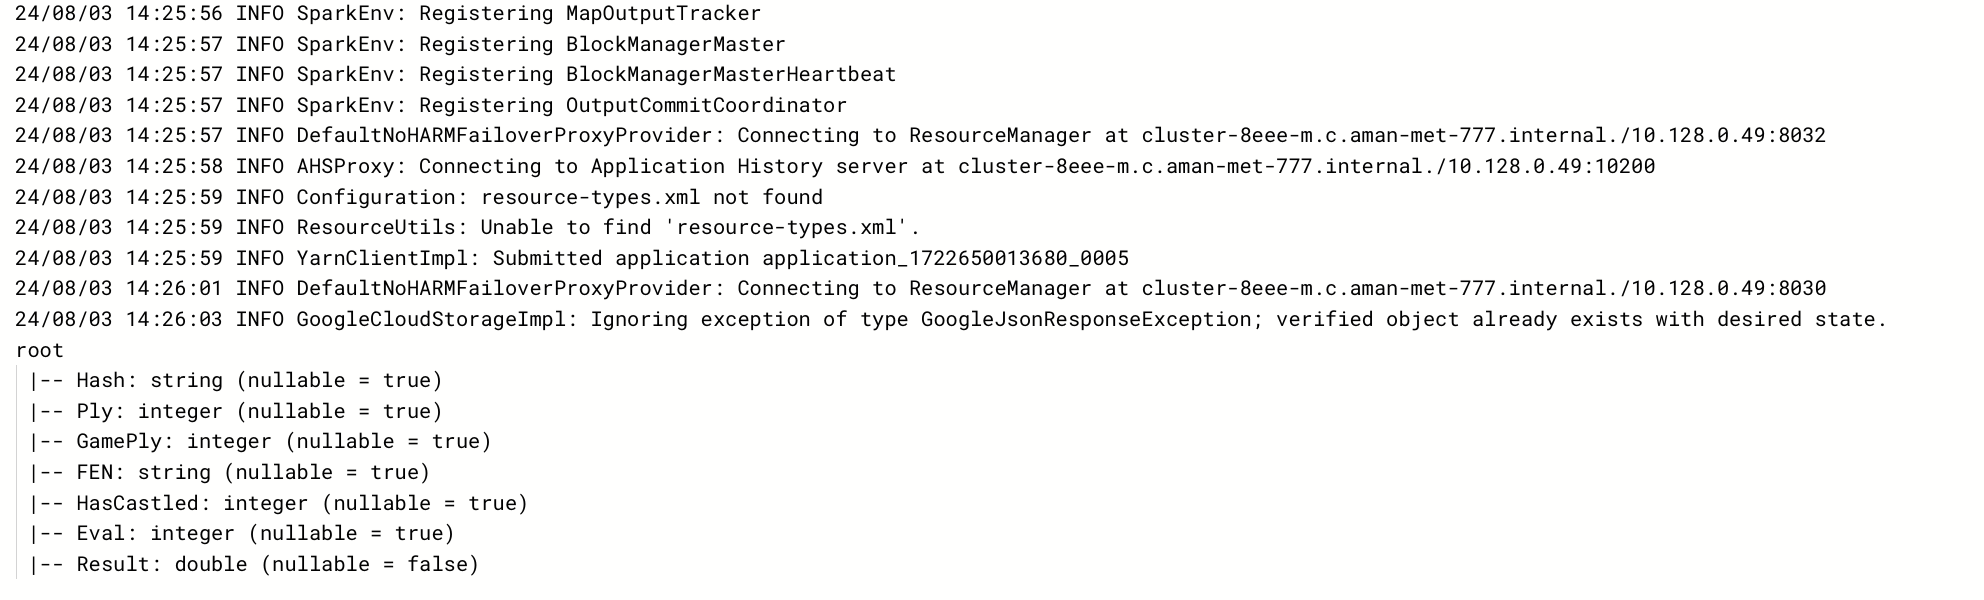 24/08/03 14:25:56 INFO SparkEnv: Registering MapOutputTracker
24/08/03 14:25:57 INFO SparkEnv: Registering BlockManagerMaster
24/08/03 14:25:57 INFO SparkEnv: Registering BlockManagerMasterHeartbeat
24/08/03 14:25:57 INFO SparkEnv: Registering OutputCommitCoordinator
24/08/03 14:25:57 INFO DefaultNoHARMFailoverProxyProvider: Connecting to ResourceManager at cluster-8eee-m.c.aman-met-777.internal./10.128.0.49:8032
24/08/03 14:25:58 INFO AHSProxy: Connecting to Application History server at cluster-8eee-m.c.aman-met-777.internal./10.128.0.49:10200
24/08/03 14:25:59 INFO Configuration: resource-types.xml not found
24/08/03 14:25:59 INFO ResourceUtils: Unable to find 'resource-types.xml'.
24/08/03 14:25:59 INFO YarnClientImpl: Submitted application application_1722650013680_0005
24/08/03 14:26:01 INFO DefaultNoHARMFailoverProxyProvider: Connecting to ResourceManager at cluster-8eee-m.c.aman-met-777.internal./10.128.0.49:8030
24/08/03 14:26:03 INFO GoogleCloudStorageImpl: Ignoring exception of type GoogleJsonResponseException; verified object already exists with desired state.
root
 |-- Hash: string (nullable = true)
 |-- Ply: integer (nullable = true)
 |-- GamePly: integer (nullable = true)
 |-- FEN: string (nullable = true)
 |-- HasCastled: integer (nullable = true)
 |-- Eval: integer (nullable = true)
 |-- Result: double (nullable = false)